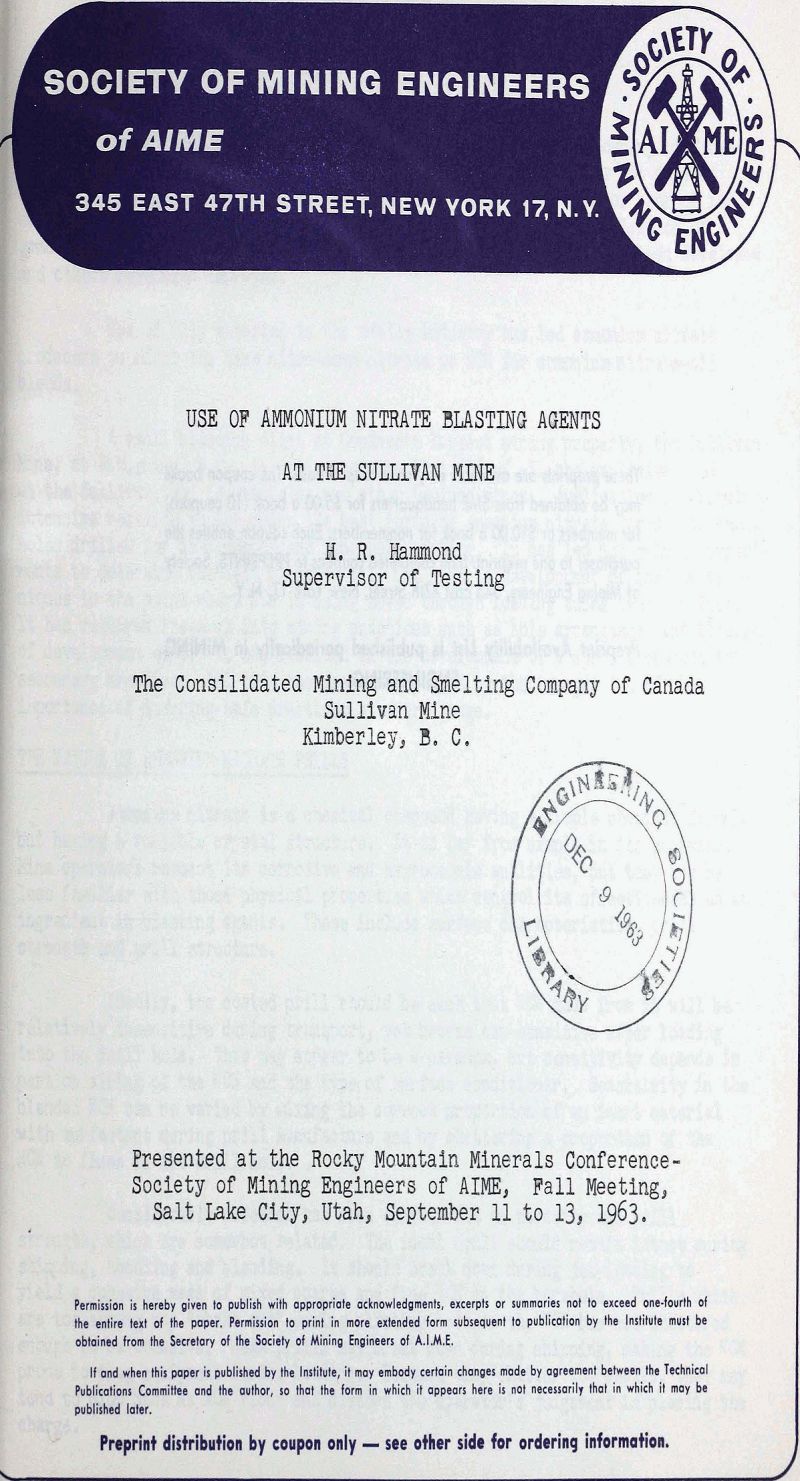 SOCIETY OF MINING ENGINEERS
of AIME
345 EAST 47TH STREET, NEW YORK 17, N.Y.
SOCIETY OF MINING ENGINEERS
AI ME
USE OF AMMONIUM NITRATE BLASTING AGENTS
AT THE SULLIVAN MINE
H. R. Hammond
Supervisor of Testing
The Consilidated Mining and Smelting Company of Canada
Sullivan Mine
Kimberley, B. C.
ENGINEERING SOCIETIES
DEC 9 1963
LIBRARY
Presented at the Rocky Mountain Minerals Conference-
Society of Mining Engineers of AIME, Fall Meeting,
Salt Lake City, Utah, September 11 to 13, 1963.
Permission is hereby given to publish with appropriate acknowledgments, excerpts or summaries not to exceed one-fourth of
the entire text of the paper. Permission to print in more extended form subsequent to publication by the Institute must be
obtained from the Secretary of the Society of Mining Engineers of A.I.M.E.
If and when this paper is published by the Institute, it may embody certain changes made by agreement between the Technical
Publications Committee and the author, so that the form in which it appears here is not necessarily that in which it may be
published later.
Preprint distribution by coupon only — see other side for ordering information.